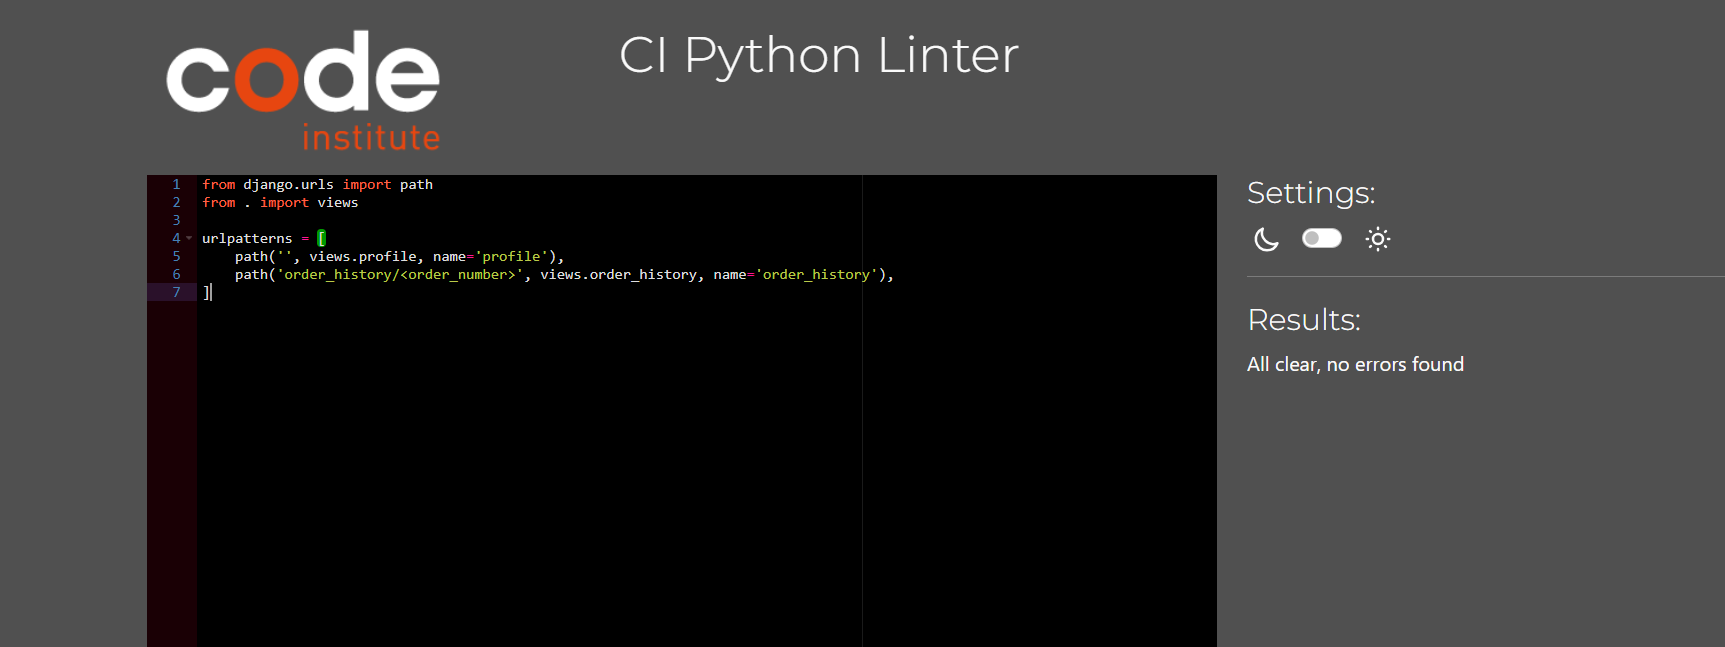 code
institute
CI Python Linter
1 from django.urls import path
2 from . import views
3
4 urlpatterns = [
5     path('', views.profile, name='profile'),
6     path('order_history/<order_number>', views.order_history, name='order_history'),
7 ]
Settings:
Results:
All clear, no errors found